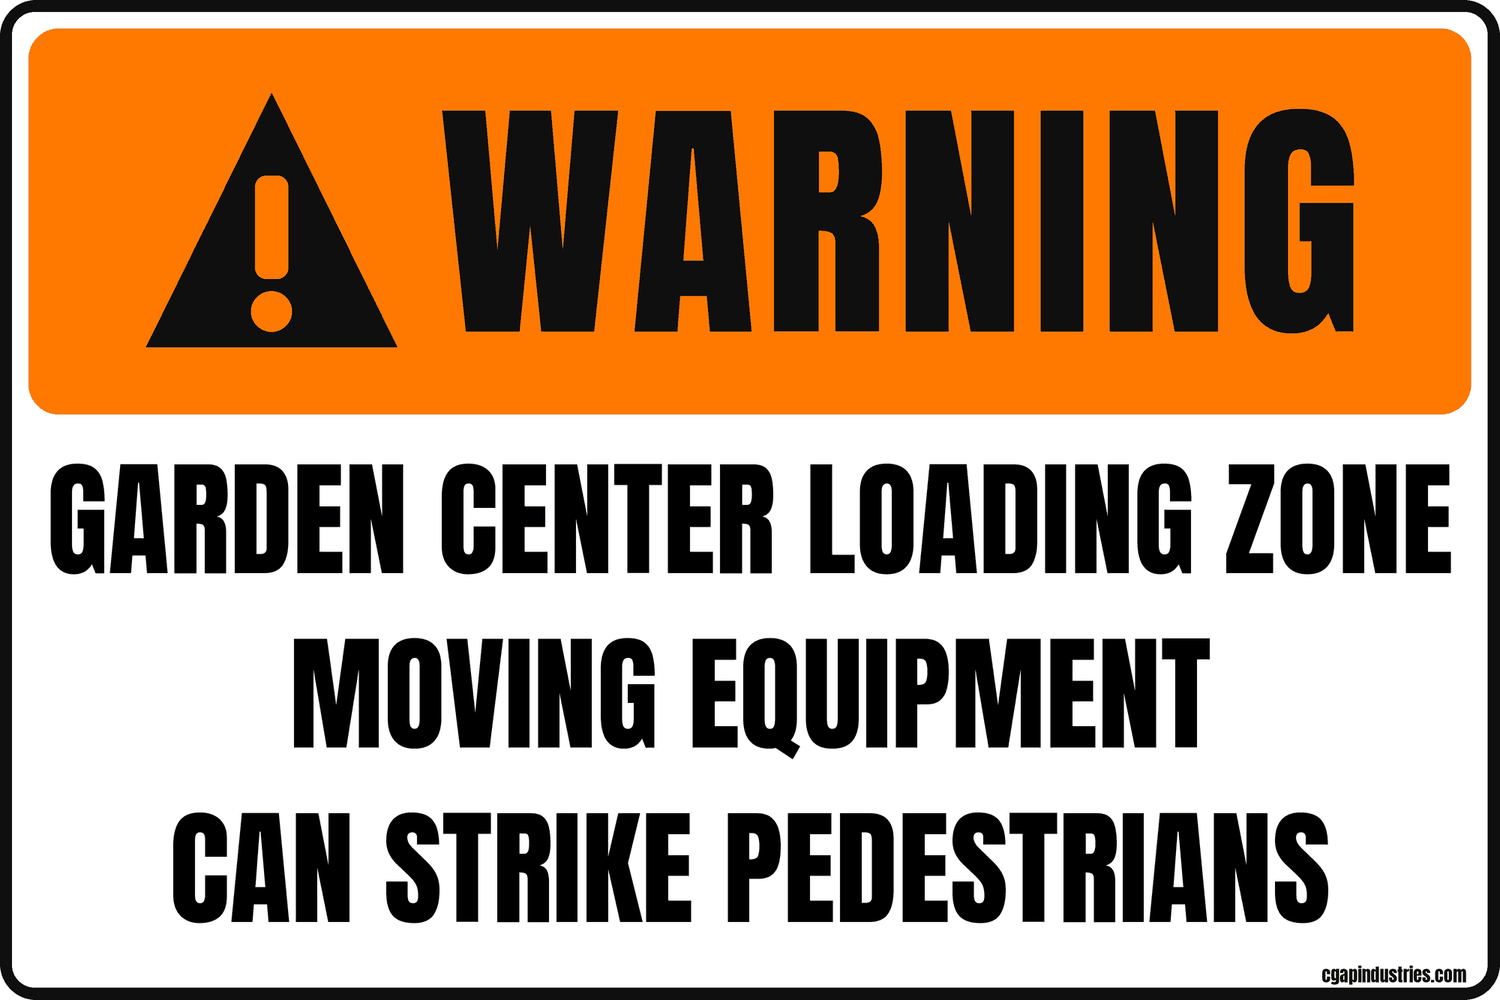 WARNING
GARDEN CENTER LOADING ZONE
MOVING EQUIPMENT
CAN STRIKE PEDESTRIANS
cgapindustries.com